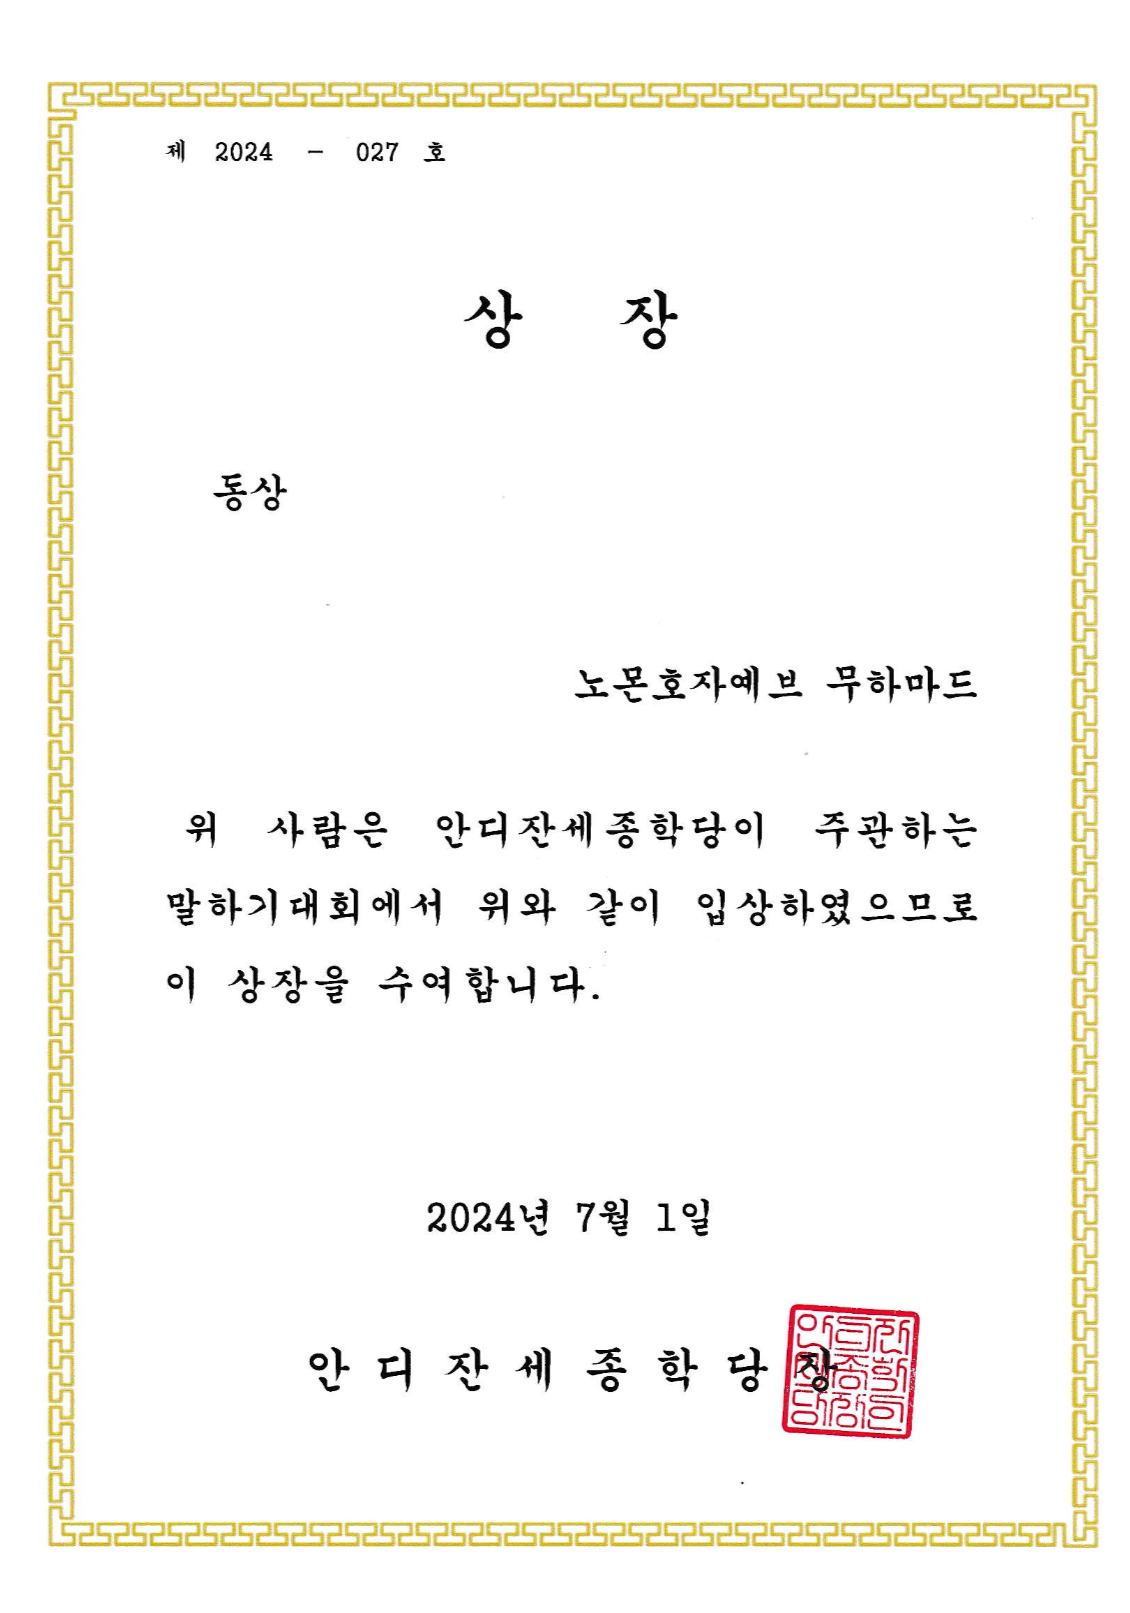 제 2024 - 027 호
상 장
동상
노몬호자예브 무하마드
위 사람은 안디잔세종학당이 주관하는
말하기대회에서 위와 같이 입상하였으므로
이 상장을 수여합니다.
2024년 7월 1일
안디잔세종학당장